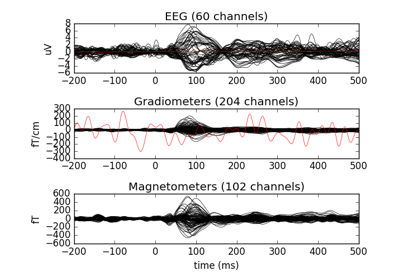 EEG (60 channels)
uV
8
6
4
2
0
−2
−4
−6
−200 −100 0 100 200 300 400 500
Gradiometers (204 channels)
fT/cm
300
200
100
0
−100
−200
−300
−400
−200 −100 0 100 200 300 400 500
Magnetometers (102 channels)
fT
600
400
200
0
−200
−400
−600
−200 −100 0 100 200 300 400 500
time (ms)